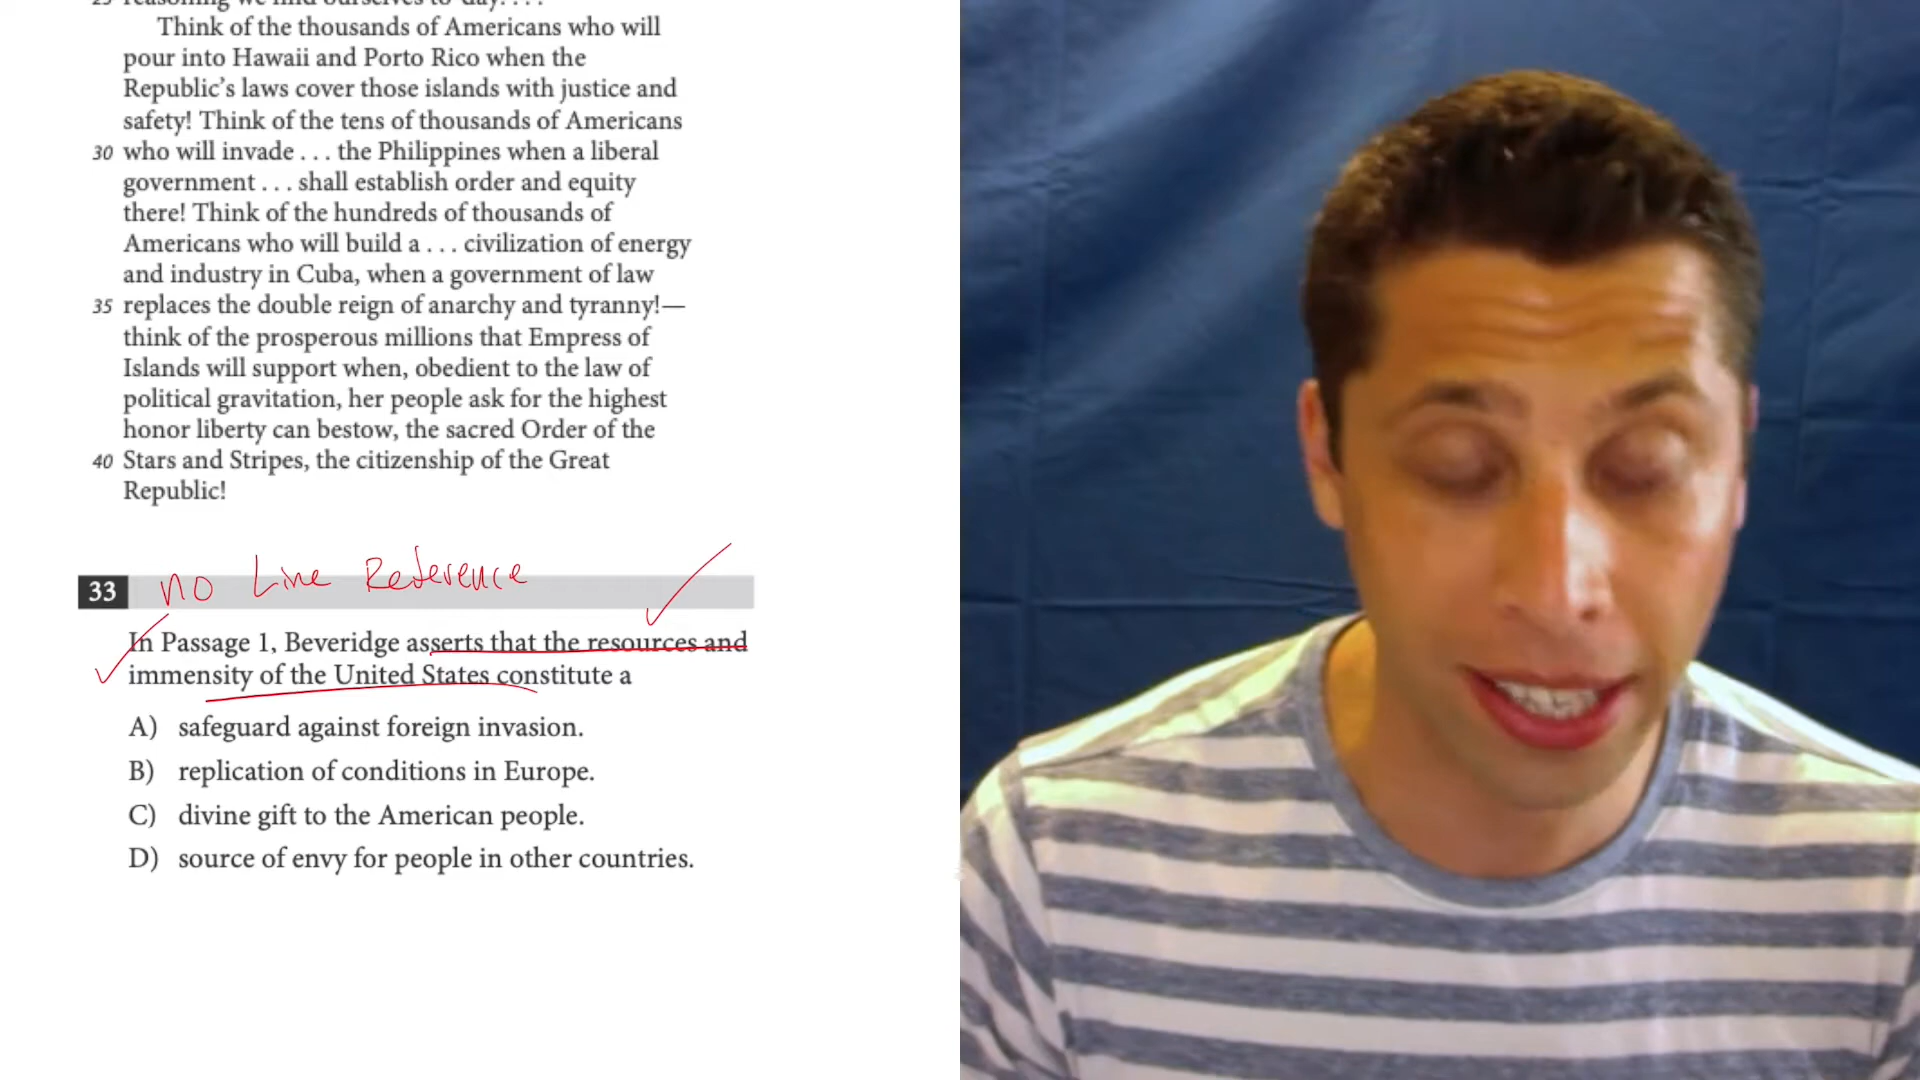 25 reasoning we find ourselves to-day. . . .
Think of the thousands of Americans who will
pour into Hawaii and Porto Rico when the
Republic’s laws cover those islands with justice and
safety! Think of the tens of thousands of Americans
30 who will invade . . . the Philippines when a liberal
government . . . shall establish order and equity
there! Think of the hundreds of thousands of
Americans who will build a . . . civilization of energy
and industry in Cuba, when a government of law
35 replaces the double reign of anarchy and tyranny!—
think of the prosperous millions that Empress of
Islands will support when, obedient to the law of
political gravitation, her people ask for the highest
honor liberty can bestow, the sacred Order of the
40 Stars and Stripes, the citizenship of the Great
Republic!
33 no Line Reference
In Passage 1, Beveridge asserts that the resources and
immensity of the United States constitute a
A) safeguard against foreign invasion.
B) replication of conditions in Europe.
C) divine gift to the American people.
D) source of envy for people in other countries.